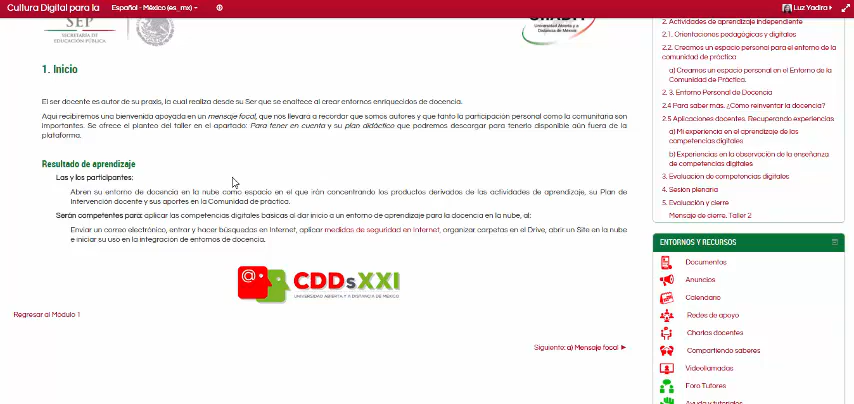 Cultura Digital para la
Español - México (es_mx)
Luz Yadira
SEP
SECRETARÍA DE
EDUCACIÓN PÚBLICA
Universidad Abierta y a
Distancia de México
1. Inicio
El ser docente es autor de su praxis, la cual realiza desde su Ser que se enaltece al crear entornos enriquecidos de docencia.
Aquí recibiremos una bienvenida apoyada en un mensaje focal, que nos llevará a recordar que somos autores y que tanto la participación personal como la comunitaria son
importantes. Se ofrece el planteo del taller en el apartado: Para tener en cuenta y su plan didáctico que podremos descargar para tenerlo disponible aún fuera de la
plataforma.
Resultado de aprendizaje
Las y los participantes:
Abren su entorno de docencia en la nube como espacio en el que irán concentrando los productos derivados de las actividades de aprendizaje, su Plan de
Intervención docente y sus aportes en la Comunidad de práctica.
Serán competentes para: aplicar las competencias digitales básicas al dar inicio a un entorno de aprendizaje para la docencia en la nube, al:
Enviar un correo electrónico, entrar y hacer búsquedas en Internet, aplicar medidas de seguridad en Internet, organizar carpetas en el Drive, abrir un Site en la nube
e iniciar su uso en la integración de entornos de docencia.
@ CDDsXXI
UNIVERSIDAD ABIERTA Y A DISTANCIA DE MÉXICO
Regresar al Módulo 1
Siguiente: a) Mensaje focal ►
2. Actividades de aprendizaje independiente
2.1. Orientaciones pedagógicas y digitales
2.2. Creamos un espacio personal para el entorno de la
comunidad de práctica
a) Creamos un espacio personal en el Entorno de la
Comunidad de Práctica.
2. 3. Entorno Personal de Docencia
2.4 Para saber más. ¿Cómo reinventar la docencia?
2.5 Aplicaciones docentes. Recuperando experiencias
a) Mi experiencia en el aprendizaje de las
competencias digitales
b) Experiencias en la observación de la enseñanza
de competencias digitales
3. Evaluación de competencias digitales
4. Sesión plenaria
5. Evaluación y cierre
Mensaje de cierre. Taller 2
ENTORNOS Y RECURSOS
Documentos
Anuncios
Calendario
Redes de apoyo
Charlas docentes
Compartiendo saberes
Videollamadas
Foro Tutores
Ayuda y tutoriales